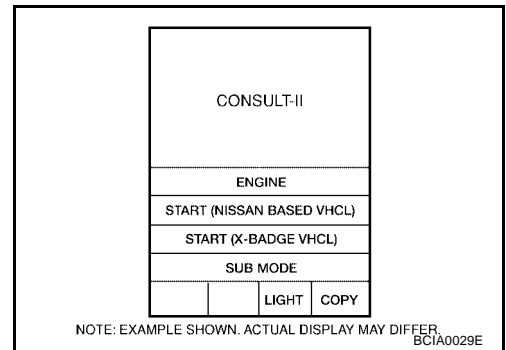 CONSULT-II
ENGINE
START (NISSAN BASED VHCL)
START (X-BADGE VHCL)
SUB MODE
LIGHT COPY
NOTE: EXAMPLE SHOWN. ACTUAL DISPLAY MAY DIFFER.
BCIA0029E